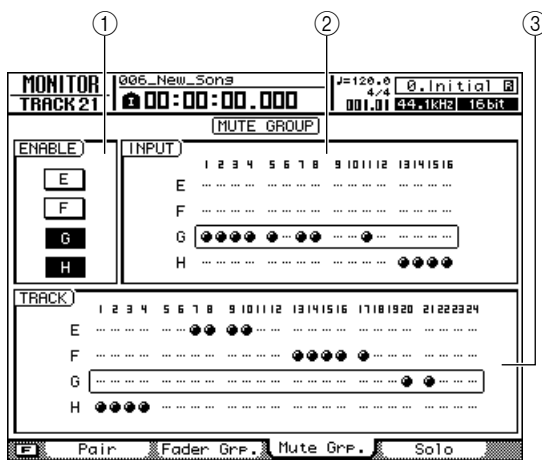 ① ② ③
MONITOR 006_New_Song ♩=120.0 4/4 0.Initial
TRACK 21 00:00:00.000 001.01 44.1kHz 16bit
MUTE GROUP
ENABLE INPUT
1 2 3 4 5 6 7 8 9 10 11 12 13 14 15 16
E E
F F
G G
H H
TRACK
1 2 3 4 5 6 7 8 9 10 11 12 13 14 15 16 17 18 19 20 21 22 23 24
E
F
G
H
F Pair Fader Grp. Mute Grp. Solo